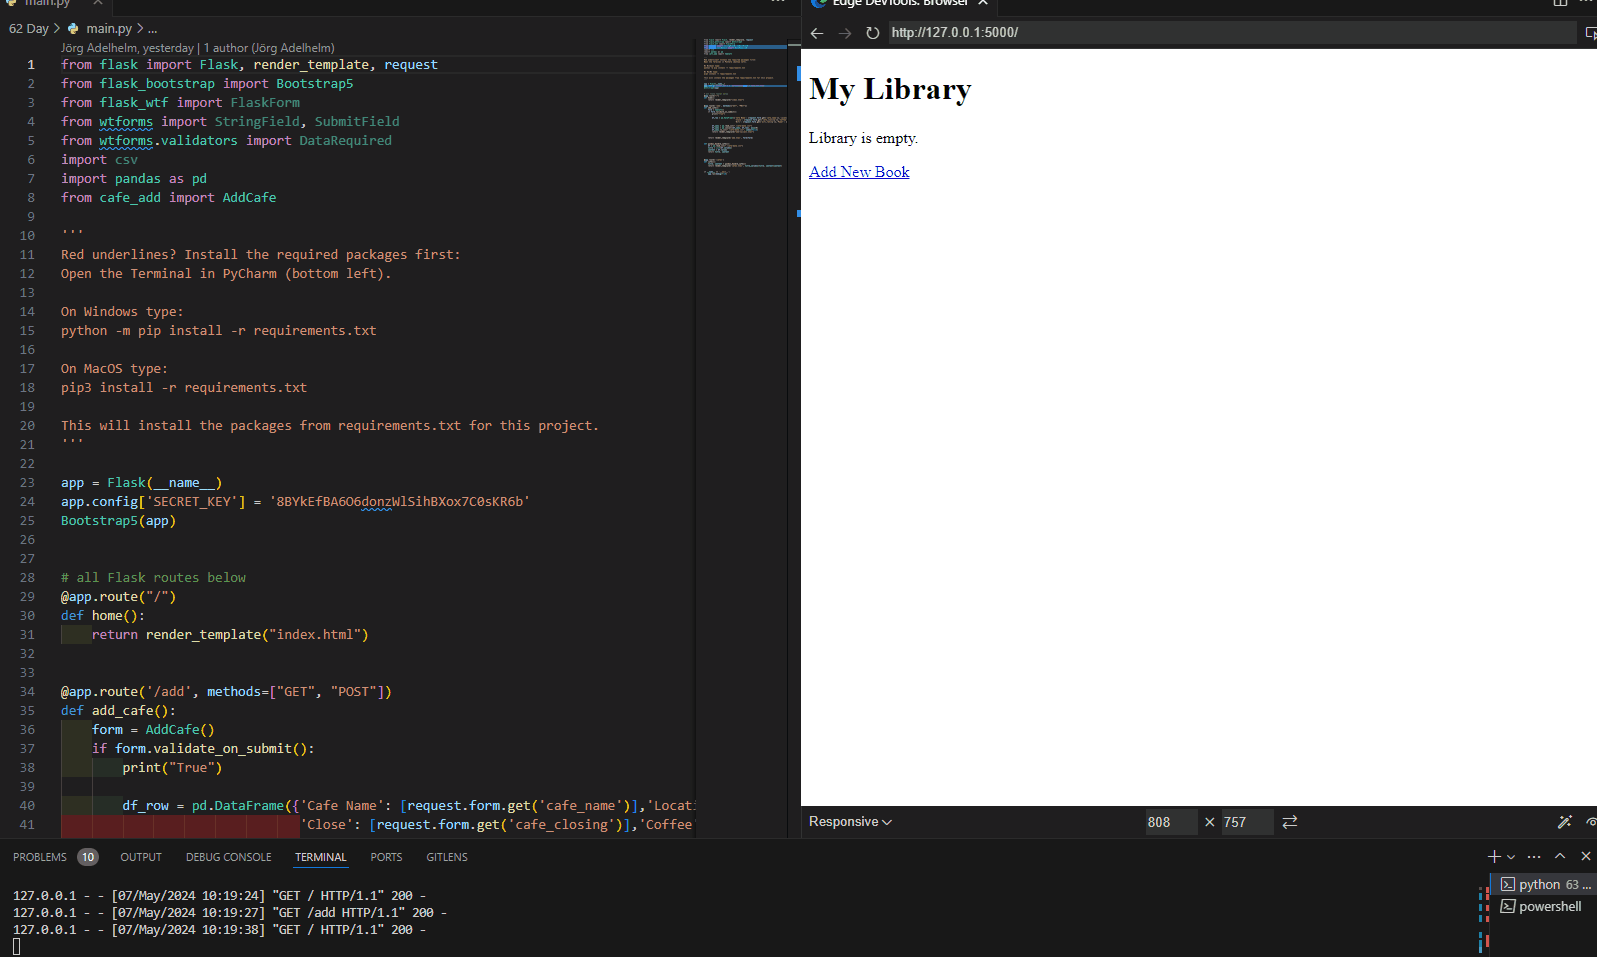 main.py
Edge DevTools: Browser
62 Day > main.py > ...
http://127.0.0.1:5000/
Jörg Adelhelm, yesterday | 1 author (Jörg Adelhelm)
1 from flask import Flask, render_template, request
2 from flask_bootstrap import Bootstrap5
3 from flask_wtf import FlaskForm
4 from wtforms import StringField, SubmitField
5 from wtforms.validators import DataRequired
6 import csv
7 import pandas as pd
8 from cafe_add import AddCafe
9
10 '''
11 Red underlines? Install the required packages first:
12 Open the Terminal in PyCharm (bottom left).
13
14 On Windows type:
15 python -m pip install -r requirements.txt
16
17 On MacOS type:
18 pip3 install -r requirements.txt
19
20 This will install the packages from requirements.txt for this project.
21 '''
22
23 app = Flask(__name__)
24 app.config['SECRET_KEY'] = '8BYkEfBA6O6donzWlSihBXox7C0sKR6b'
25 Bootstrap5(app)
26
27
28 # all Flask routes below
29 @app.route("/")
30 def home():
31 return render_template("index.html")
32
33
34 @app.route('/add', methods=["GET", "POST"])
35 def add_cafe():
36 form = AddCafe()
37 if form.validate_on_submit():
38 print("True")
39
40 df_row = pd.DataFrame({'Cafe Name': [request.form.get('cafe_name')],'Locati
41 'Close': [request.form.get('cafe_closing')],'Coffee'
My Library
Library is empty.
Add New Book
Responsive 808 × 757
PROBLEMS 10 OUTPUT DEBUG CONSOLE TERMINAL PORTS GITLENS
127.0.0.1 - - [07/May/2024 10:19:24] "GET / HTTP/1.1" 200 -
127.0.0.1 - - [07/May/2024 10:19:27] "GET /add HTTP/1.1" 200 -
127.0.0.1 - - [07/May/2024 10:19:38] "GET / HTTP/1.1" 200 -
python 63 ...
powershell